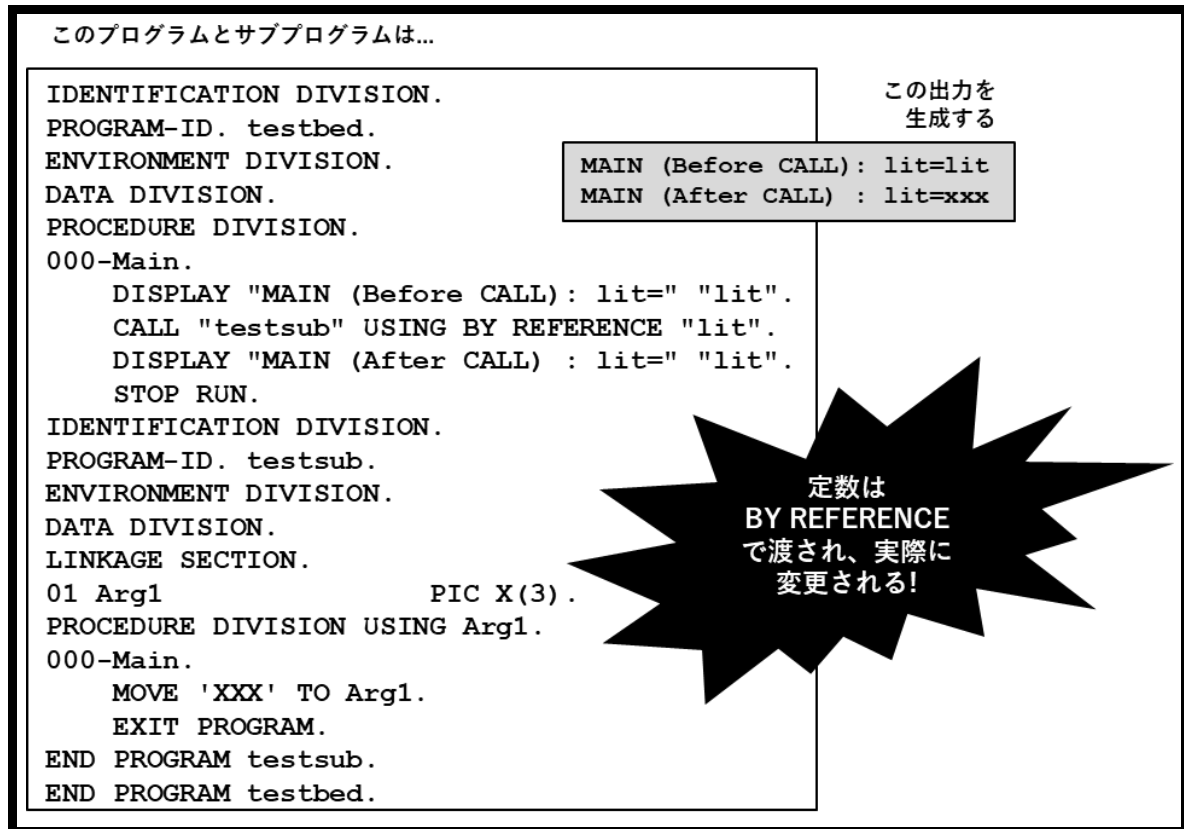 このプログラムとサブプログラムは...
IDENTIFICATION DIVISION.
PROGRAM-ID. testbed.
ENVIRONMENT DIVISION.
DATA DIVISION.
PROCEDURE DIVISION.
000-Main.
    DISPLAY "MAIN (Before CALL): lit=" "lit".
    CALL "testsub" USING BY REFERENCE "lit".
    DISPLAY "MAIN (After CALL) : lit=" "lit".
    STOP RUN.
IDENTIFICATION DIVISION.
PROGRAM-ID. testsub.
ENVIRONMENT DIVISION.
DATA DIVISION.
LINKAGE SECTION.
01 Arg1                 PIC X(3).
PROCEDURE DIVISION USING Arg1.
000-Main.
    MOVE 'XXX' TO Arg1.
    EXIT PROGRAM.
END PROGRAM testsub.
END PROGRAM testbed.
この出力を
生成する
MAIN (Before CALL): lit=lit
MAIN (After CALL) : lit=xxx
定数は
BY REFERENCE
で渡され、実際に
変更される!